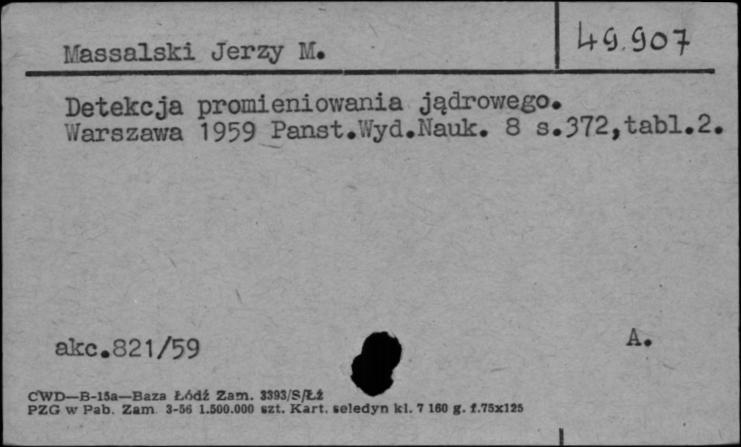 Massalski Jerzy M.
49.907
Detekcja promieniowania jądrowego.
Warszawa 1959 Panst.Wyd.Nauk. 8 s.372,tabl.2.
akc.821/59
A.
CWD—B-15a—Baza Łódź Zam. 3393/S/Łź
PZG w Pab. Zam 3-56 1.500.000 szt. Kart. seledyn kl. 7 160 g. f.75x125